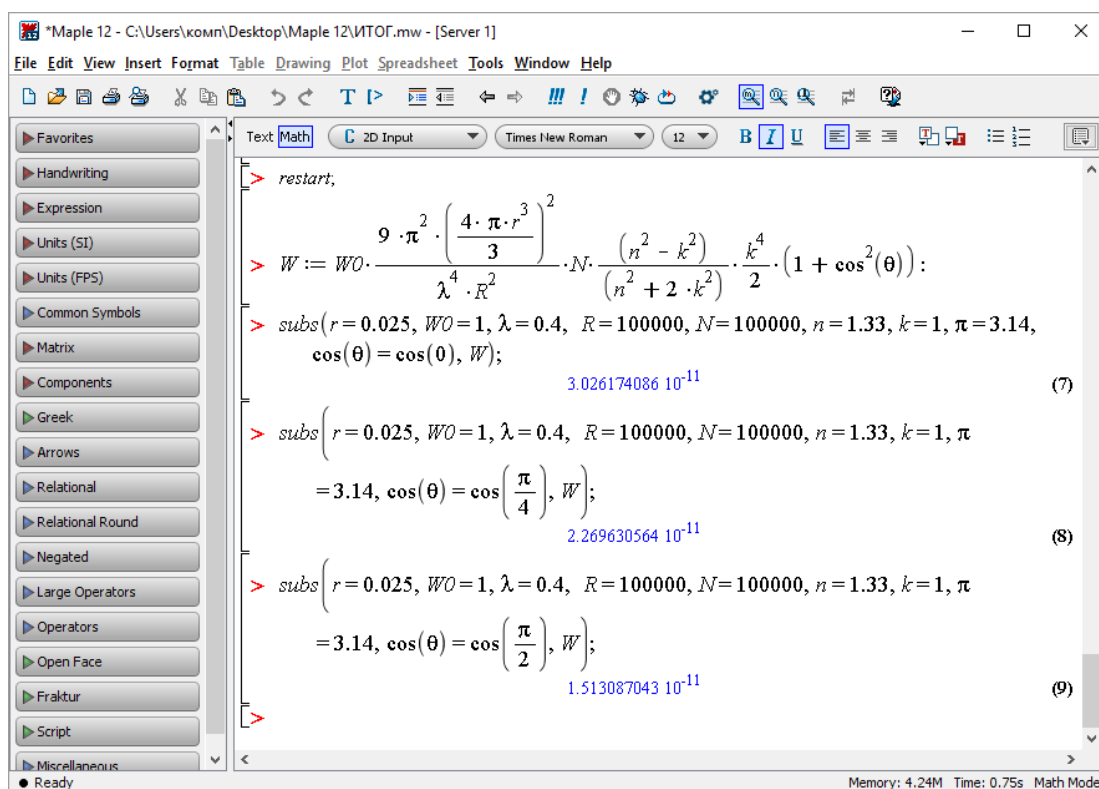 *Maple 12 - C:\Users\комп\Desktop\Maple 12\ИТОГ.mw - [Server 1]
File Edit View Insert Format Table Drawing Plot Spreadsheet Tools Window Help
Text Math C 2D Input Times New Roman 12 B I U
Favorites
Handwriting
Expression
Units (SI)
Units (FPS)
Common Symbols
Matrix
Components
Greek
Arrows
Relational
Relational Round
Negated
Large Operators
Operators
Open Face
Fraktur
Script
Miscellaneous
> restart;
> W := W0 · (9 · π^2 · ((4 · π · r^3)/3)^2)/(λ^4 · R^2) · N · (n^2 − k^2)/(n^2 + 2 · k^2) · k^4/2 · (1 + cos^2(θ)) :
> subs(r = 0.025, W0 = 1, λ = 0.4, R = 100000, N = 100000, n = 1.33, k = 1, π = 3.14,
cos(θ) = cos(0), W);
3.026174086 10^-11 (7)
> subs(r = 0.025, W0 = 1, λ = 0.4, R = 100000, N = 100000, n = 1.33, k = 1, π
= 3.14, cos(θ) = cos(π/4), W);
2.269630564 10^-11 (8)
> subs(r = 0.025, W0 = 1, λ = 0.4, R = 100000, N = 100000, n = 1.33, k = 1, π
= 3.14, cos(θ) = cos(π/2), W);
1.513087043 10^-11 (9)
>
Ready Memory: 4.24M Time: 0.75s Math Mode